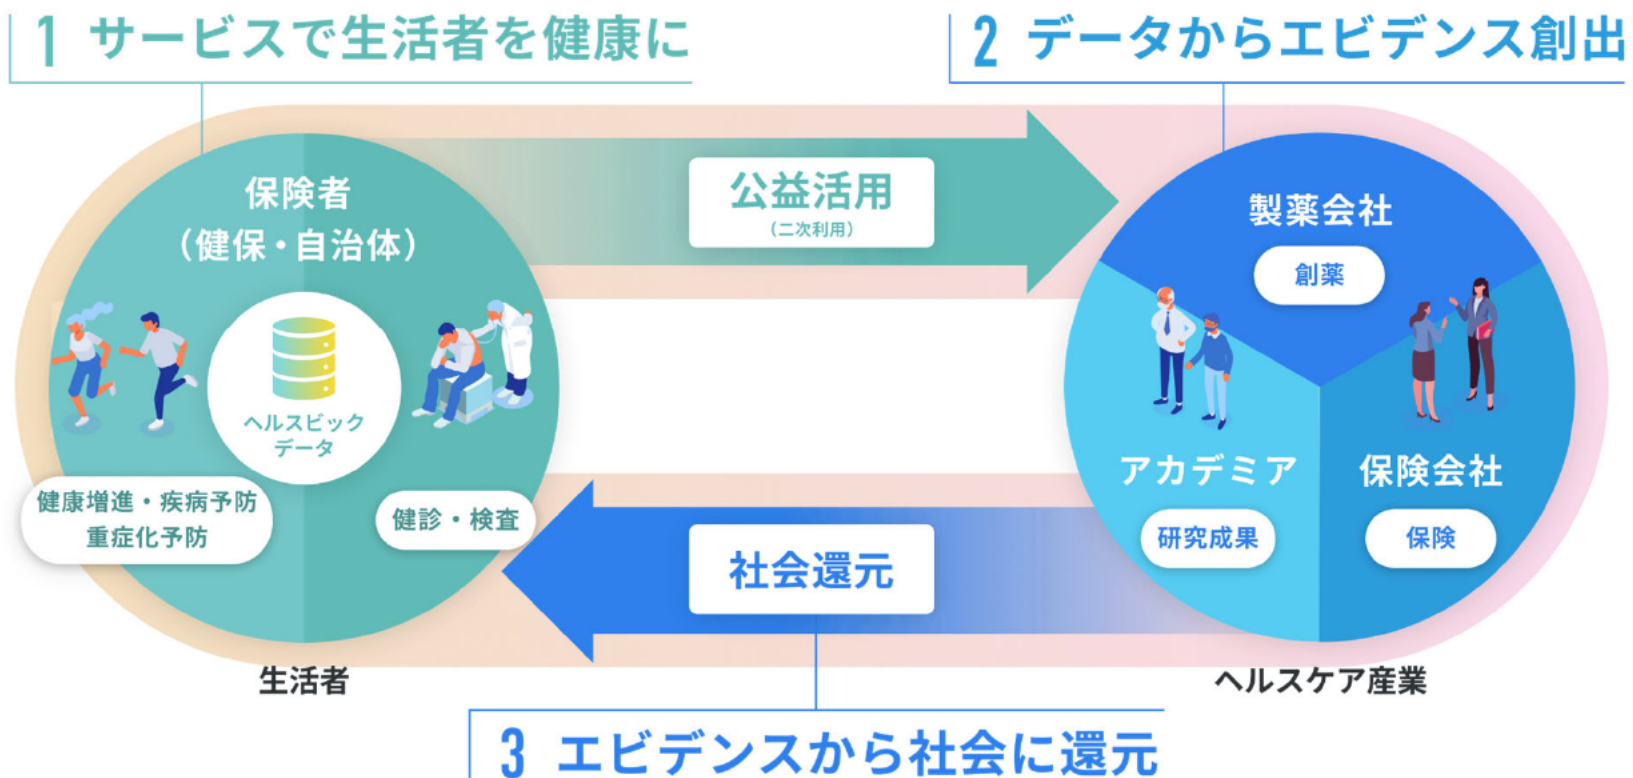 1 サービスで生活者を健康に
2 データからエビデンス創出
保険者
（健保・自治体）
ヘルスビック
データ
健康増進・疾病予防
重症化予防
健診・検査
生活者
公益活用
（二次利用）
製薬会社
創薬
アカデミア
研究成果
保険会社
保険
ヘルスケア産業
社会還元
3 エビデンスから社会に還元